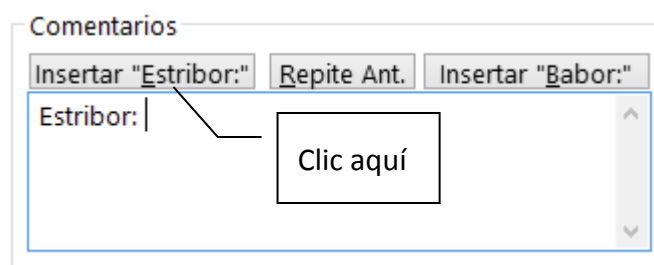 Comentarios
Insertar "Estribor:" Repite Ant. Insertar "Babor:"
Estribor:
Clic aquí